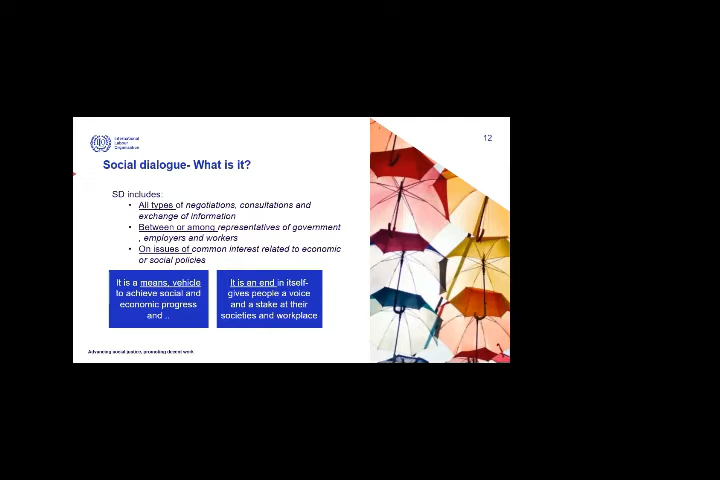 12
International
Labour
Organization
Social dialogue- What is it?
SD includes:
• All types of negotiations, consultations and
exchange of information
• Between or among representatives of government
, employers and workers
• On issues of common interest related to economic
or social policies
It is a means, vehicle
to achieve social and
economic progress
and ..
It is an end in itself-
gives people a voice
and a stake at their
societies and workplace
Advancing social justice, promoting decent work